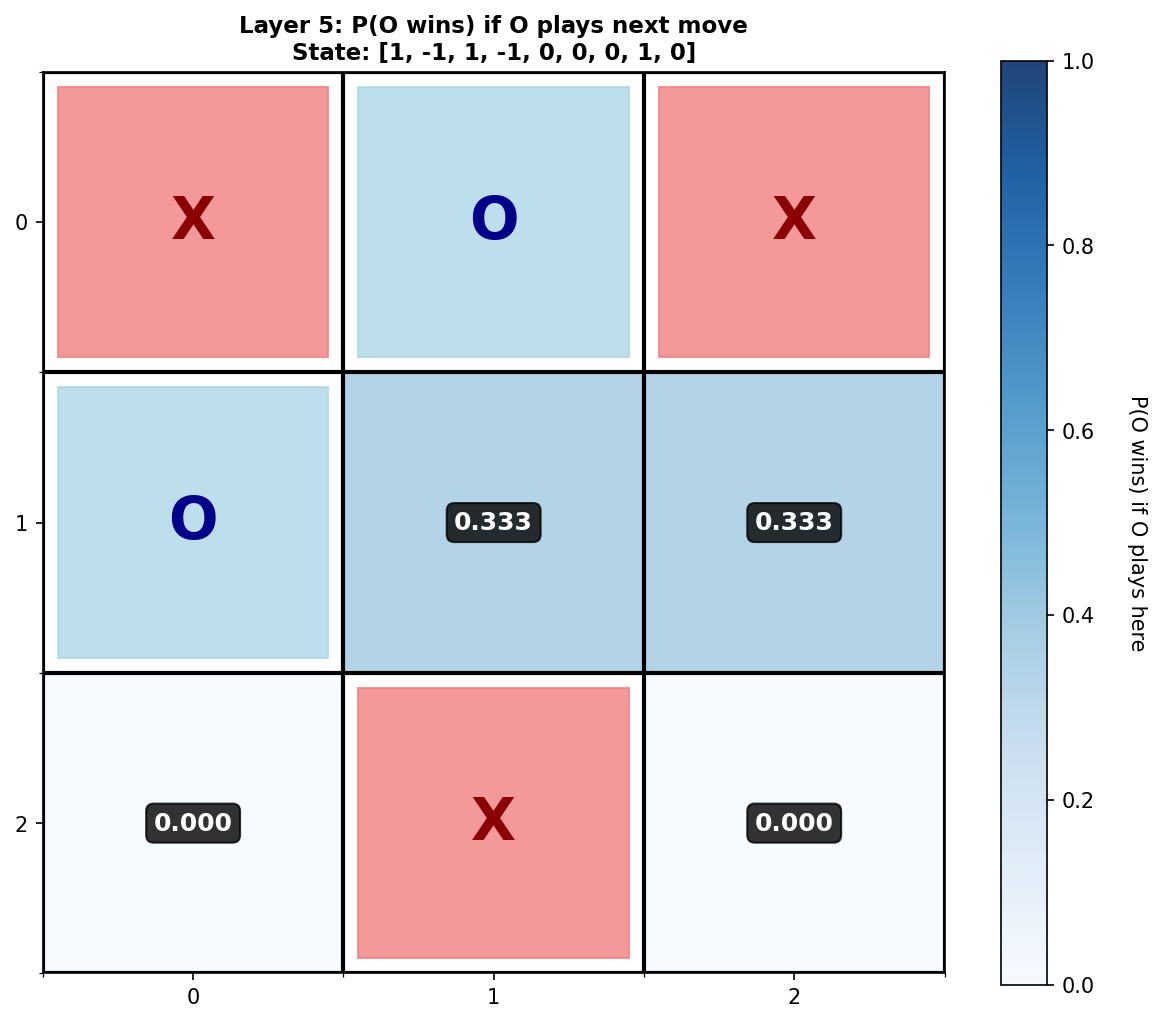 Layer 5: P(O wins) if O plays next move
State: [1, -1, 1, -1, 0, 0, 0, 1, 0]
X
O
X
O
0.333
0.333
0.000
X
0.000
0
1
2
0
1
2
1.0
0.8
0.6
0.4
0.2
0.0
P(O wins) if O plays here